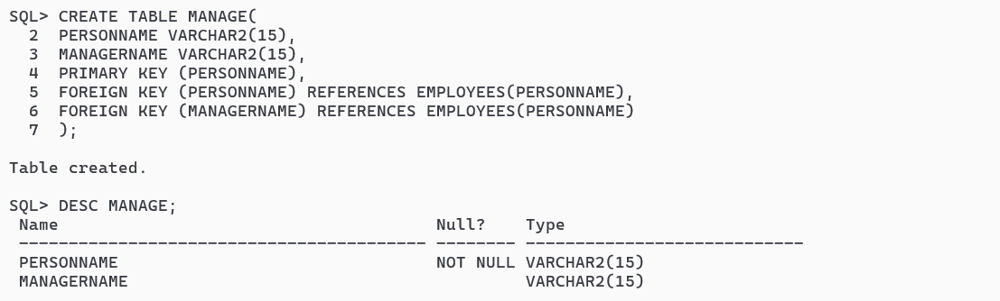 SQL> CREATE TABLE MANAGE(
  2  PERSONNAME VARCHAR2(15),
  3  MANAGERNAME VARCHAR2(15),
  4  PRIMARY KEY (PERSONNAME),
  5  FOREIGN KEY (PERSONNAME) REFERENCES EMPLOYEES(PERSONNAME),
  6  FOREIGN KEY (MANAGERNAME) REFERENCES EMPLOYEES(PERSONNAME)
  7  );

Table created.

SQL> DESC MANAGE;
 Name                                      Null?    Type
 ----------------------------------------- -------- ----------------------------
 PERSONNAME                                NOT NULL VARCHAR2(15)
 MANAGERNAME                                        VARCHAR2(15)